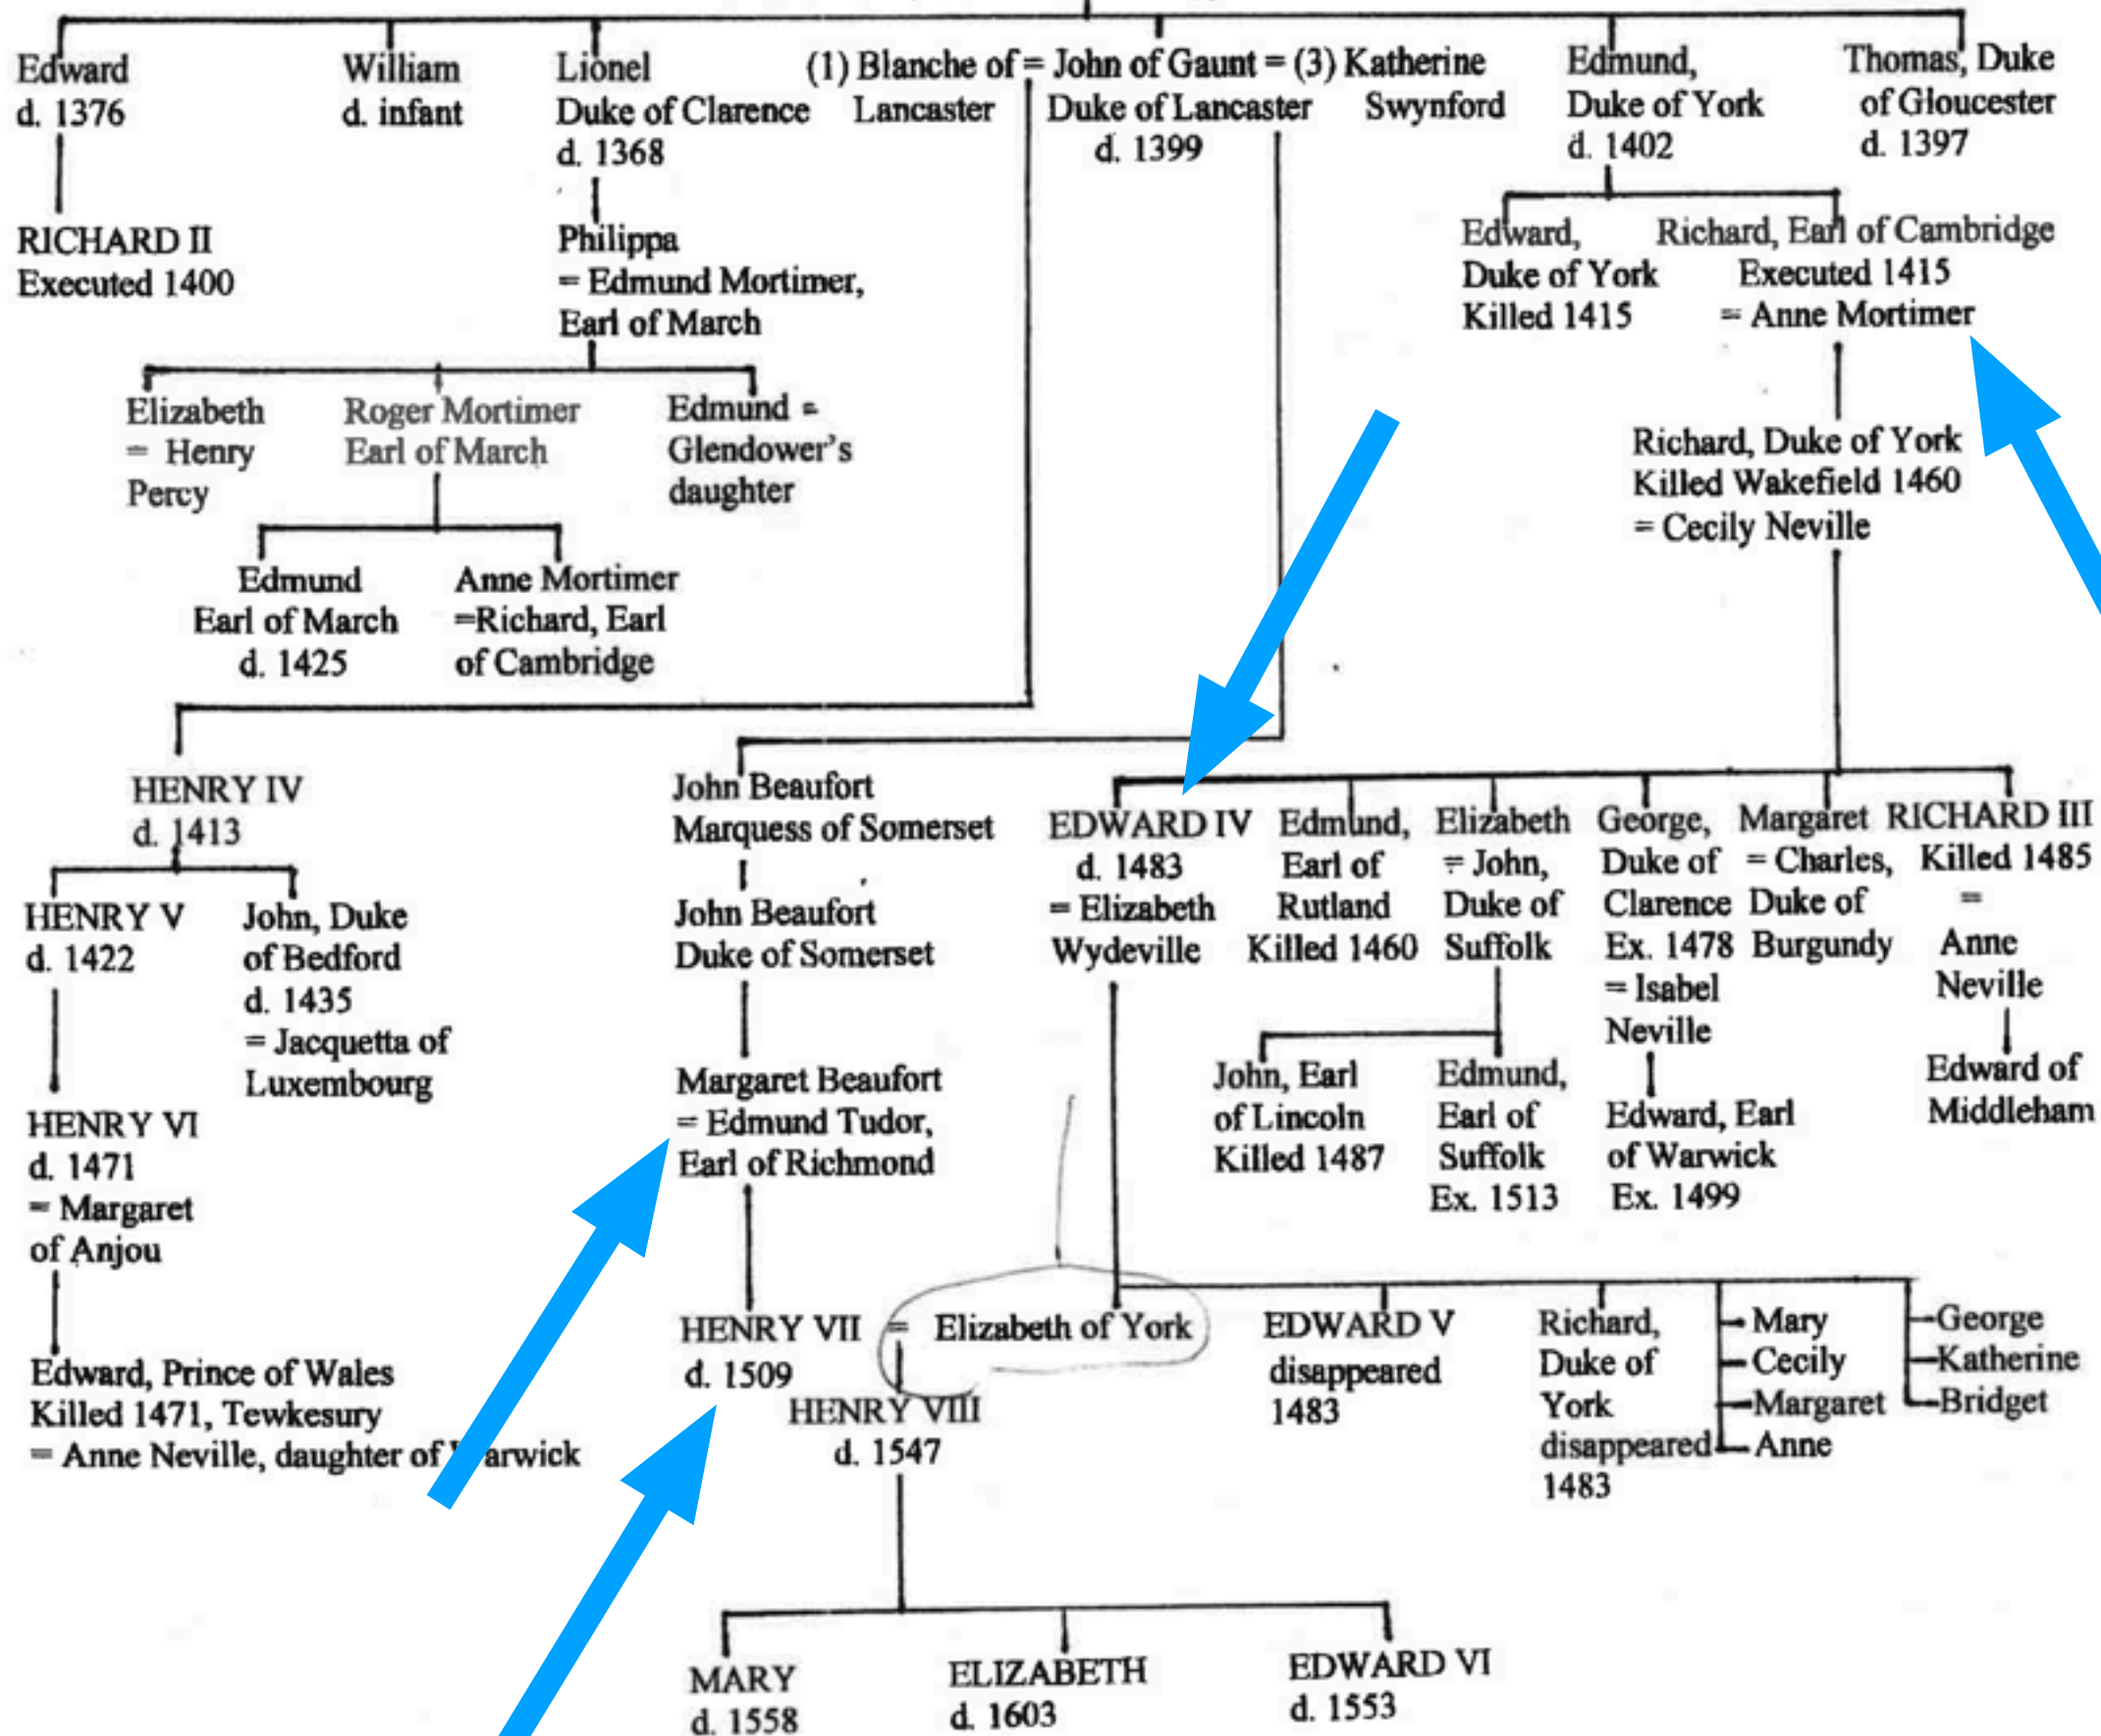 Edward
d. 1376
William
d. infant
Lionel
Duke of Clarence
d. 1368
(1) Blanche of = John of Gaunt = (3) Katherine
Lancaster Duke of Lancaster Swynford
d. 1399
Edmund,
Duke of York
d. 1402
Thomas, Duke
of Gloucester
d. 1397
RICHARD II
Executed 1400
Philippa
= Edmund Mortimer,
Earl of March
Edward,
Duke of York
Killed 1415
Richard, Earl of Cambridge
Executed 1415
= Anne Mortimer
Elizabeth
= Henry
Percy
Roger Mortimer
Earl of March
Edmund =
Glendower's
daughter
Richard, Duke of York
Killed Wakefield 1460
= Cecily Neville
Edmund
Earl of March
d. 1425
Anne Mortimer
=Richard, Earl
of Cambridge
HENRY IV
d. 1413
John Beaufort
Marquess of Somerset
EDWARD IV
d. 1483
= Elizabeth
Wydeville
Edmund,
Earl of
Rutland
Killed 1460
Elizabeth
= John,
Duke of
Suffolk
George,
Duke of
Clarence
Ex. 1478
= Isabel
Neville
Margaret
= Charles,
Duke of
Burgundy
RICHARD III
Killed 1485
=
Anne
Neville
HENRY V
d. 1422
John, Duke
of Bedford
d. 1435
= Jacquetta of
Luxembourg
John Beaufort
Duke of Somerset
Margaret Beaufort
= Edmund Tudor,
Earl of Richmond
John, Earl
of Lincoln
Killed 1487
Edmund,
Earl of
Suffolk
Ex. 1513
Edward, Earl
of Warwick
Ex. 1499
Edward of
Middleham
HENRY VI
d. 1471
= Margaret
of Anjou
Edward, Prince of Wales
Killed 1471, Tewkesury
= Anne Neville, daughter of arwick
HENRY VII = Elizabeth of York
d. 1509
EDWARD V
disappeared
1483
Richard,
Duke of
York
disappeared
1483
Mary
Cecily
Margaret
Anne
George
Katherine
Bridget
HENRY VIII
d. 1547
MARY
d. 1558
ELIZABETH
d. 1603
EDWARD VI
d. 1553